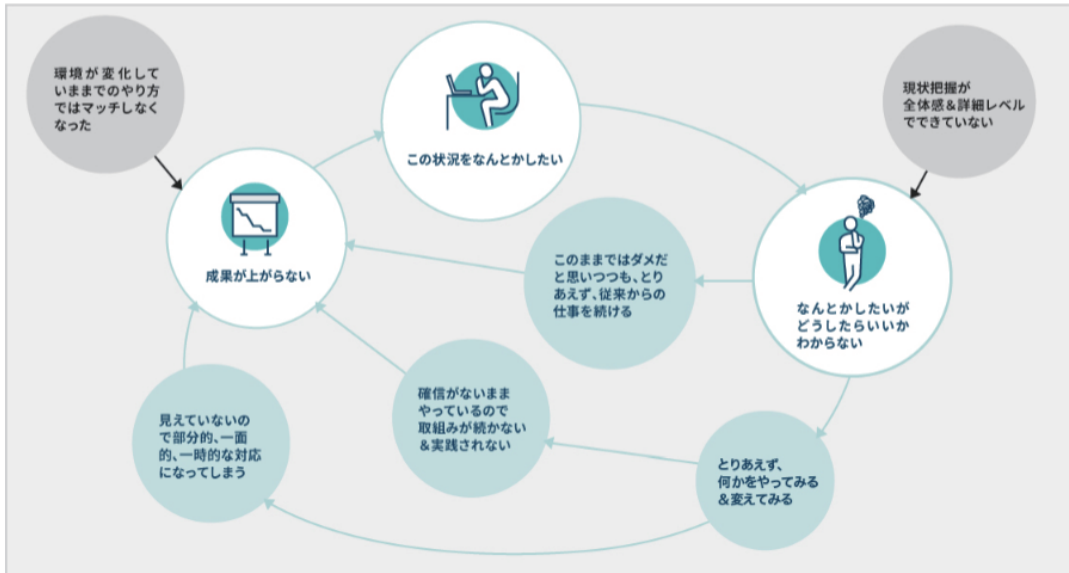 環境が変化して
いままでのやり方
ではマッチしなく
なった
この状況をなんとかしたい
現状把握が
全体感&詳細レベル
でできていない
成果が上がらない
このままではダメだ
と思いつつも、とり
あえず、従来からの
仕事を続ける
なんとかしたいが
どうしたらいいか
わからない
見えていないの
で部分的、一面
的、一時的な対応
になってしまう
確信がないまま
やっているので
取組みが続かない
&実践されない
とりあえず、
何かをやってみる
&変えてみる